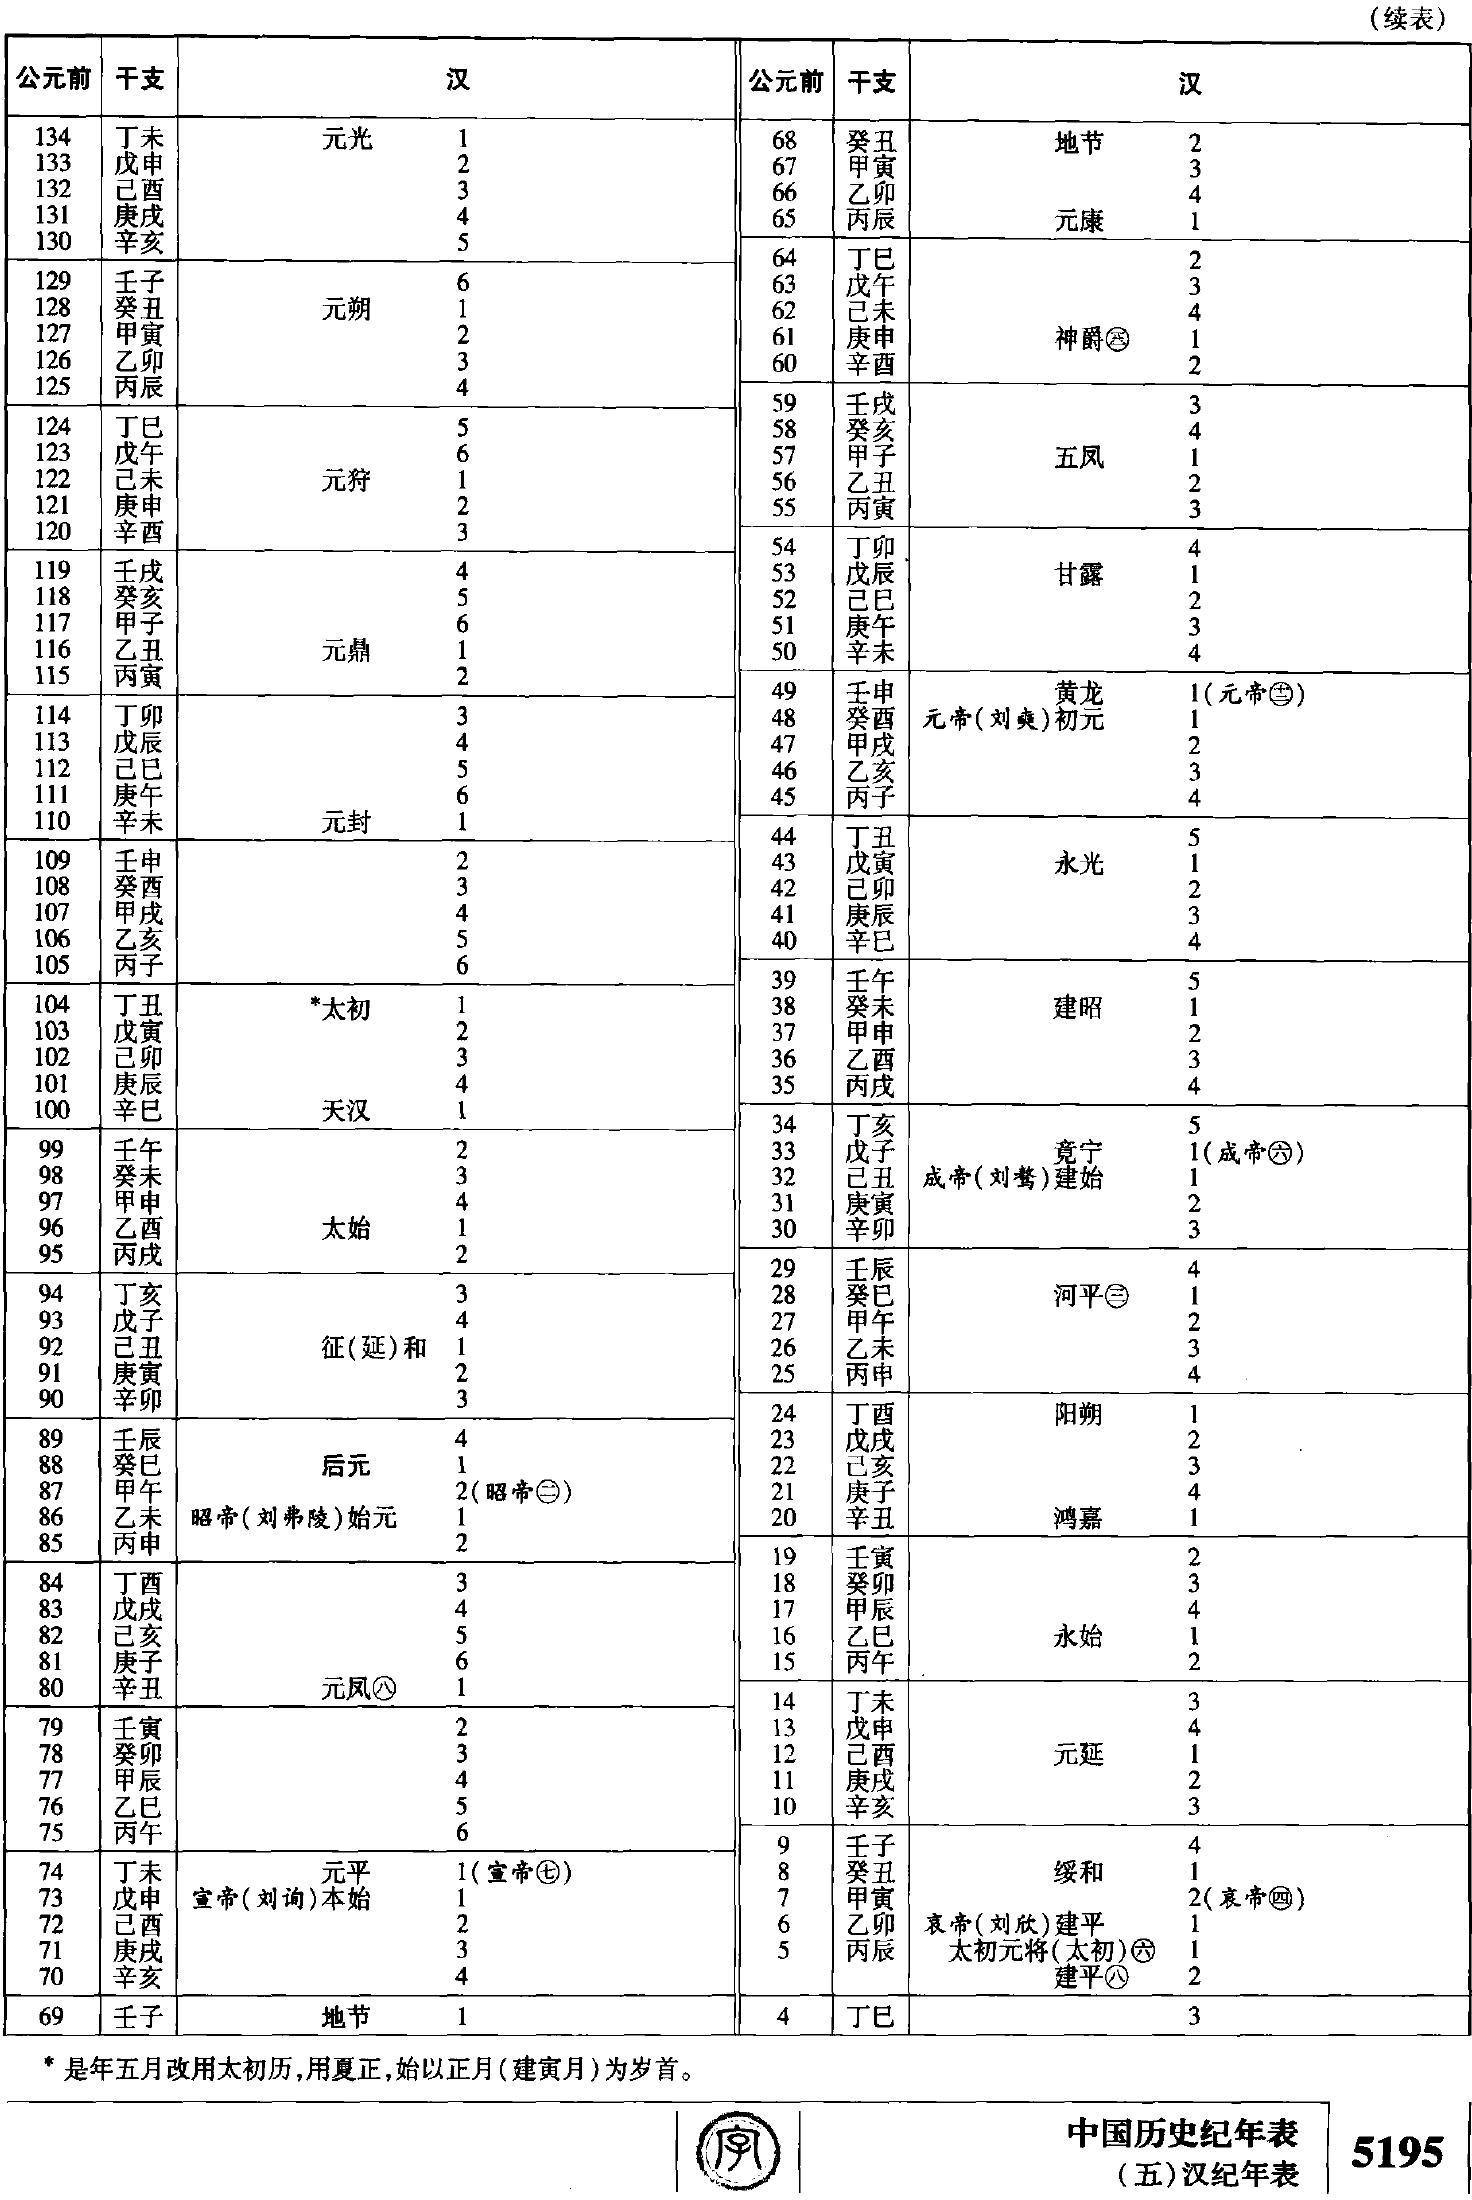 （续表）
公元前 干支 汉
134 丁未 元光 1
133 戊申 2
132 己酉 3
131 庚戌 4
130 辛亥 5
129 壬子 6
128 癸丑 元朔 1
127 甲寅 2
126 乙卯 3
125 丙辰 4
124 丁巳 5
123 戊午 6
122 己未 元狩 1
121 庚申 2
120 辛酉 3
119 壬戌 4
118 癸亥 5
117 甲子 6
116 乙丑 元鼎 1
115 丙寅 2
114 丁卯 3
113 戊辰 4
112 己巳 5
111 庚午 6
110 辛未 元封 1
109 壬申 2
108 癸酉 3
107 甲戌 4
106 乙亥 5
105 丙子 6
104 丁丑 *太初 1
103 戊寅 2
102 己卯 3
101 庚辰 4
100 辛巳 天汉 1
99 壬午 2
98 癸未 3
97 甲申 4
96 乙酉 太始 1
95 丙戌 2
94 丁亥 3
93 戊子 4
92 己丑 征(延)和 1
91 庚寅 2
90 辛卯 3
89 壬辰 4
88 癸巳 后元 1
87 甲午 2(昭帝㊁)
86 乙未 昭帝(刘弗陵)始元 1
85 丙申 2
84 丁酉 3
83 戊戌 4
82 己亥 5
81 庚子 6
80 辛丑 元凤㊇ 1
79 壬寅 2
78 癸卯 3
77 甲辰 4
76 乙巳 5
75 丙午 6
74 丁未 元平 1(宣帝㊆)
73 戊申 宣帝(刘询)本始 1
72 己酉 2
71 庚戌 3
70 辛亥 4
69 壬子 地节 1
公元前 干支 汉
68 癸丑 地节 2
67 甲寅 3
66 乙卯 4
65 丙辰 元康 1
64 丁巳 2
63 戊午 3
62 己未 4
61 庚申 神爵 1
60 辛酉 2
59 壬戌 3
58 癸亥 4
57 甲子 五凤 1
56 乙丑 2
55 丙寅 3
54 丁卯 4
53 戊辰 甘露 1
52 己巳 2
51 庚午 3
50 辛未 4
49 壬申 黄龙 1(元帝)
48 癸酉 元帝(刘奭)初元 1
47 甲戌 2
46 乙亥 3
45 丙子 4
44 丁丑 5
43 戊寅 永光 1
42 己卯 2
41 庚辰 3
40 辛巳 4
39 壬午 5
38 癸未 建昭 1
37 甲申 2
36 乙酉 3
35 丙戌 4
34 丁亥 5
33 戊子 竟宁 1(成帝㊅)
32 己丑 成帝(刘骜)建始 1
31 庚寅 2
30 辛卯 3
29 壬辰 4
28 癸巳 河平㊂ 1
27 甲午 2
26 乙未 3
25 丙申 4
24 丁酉 阳朔 1
23 戊戌 2
22 己亥 3
21 庚子 4
20 辛丑 鸿嘉 1
19 壬寅 2
18 癸卯 3
17 甲辰 4
16 乙巳 永始 1
15 丙午 2
14 丁未 3
13 戊申 4
12 己酉 元延 1
11 庚戌 2
10 辛亥 3
9 壬子 4
8 癸丑 绥和 1
7 甲寅 2(哀帝㊃)
6 乙卯 哀帝(刘欣)建平 1
5 丙辰 太初元将(太初)㊅ 1
建平㊇ 2
4 丁巳 3
* 是年五月改用太初历,用夏正,始以正月(建寅月)为岁首。
字
中国历史纪年表
(五)汉纪年表
5195